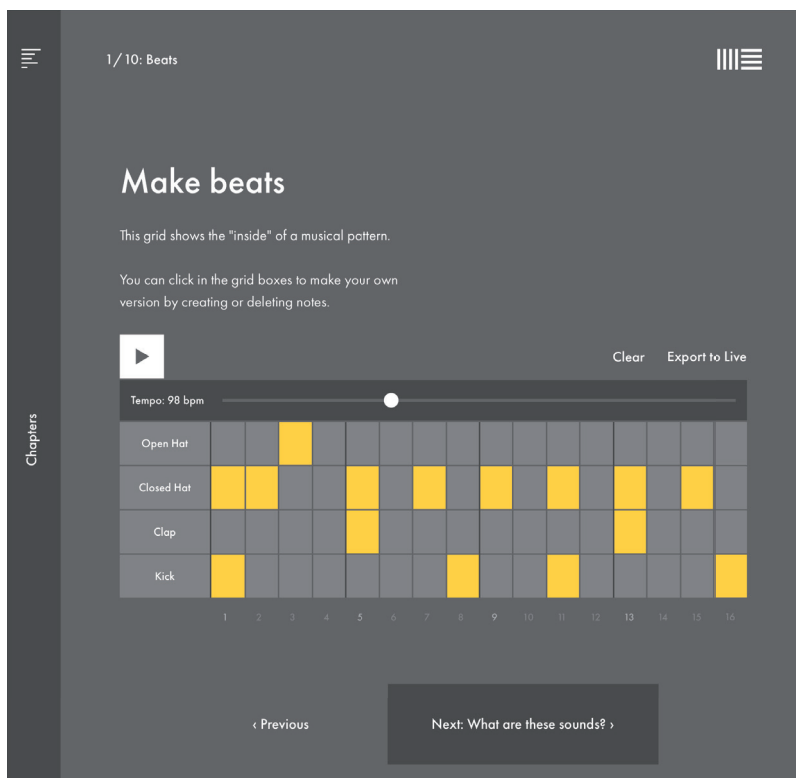 1/10: Beats
Make beats
This grid shows the "inside" of a musical pattern.
You can click in the grid boxes to make your own
version by creating or deleting notes.
Clear Export to Live
Tempo: 98 bpm
Open Hat
Closed Hat
Clap
Kick
1 2 3 4 5 6 7 8 9 10 11 12 13 14 15 16
Chapters
‹ Previous Next: What are these sounds? ›